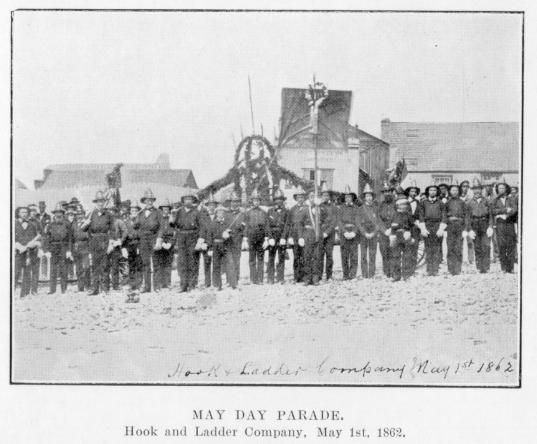 Hook & Ladder Company, May 1st 1862
MAY DAY PARADE.
Hook and Ladder Company, May 1st, 1862.